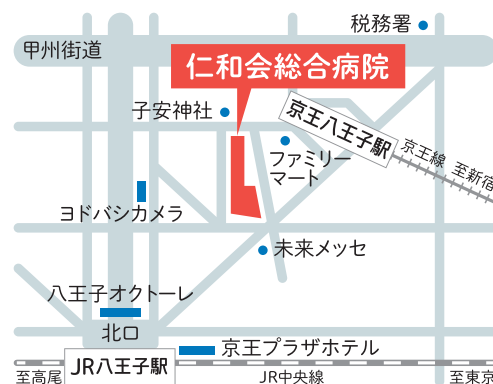 税務署
甲州街道
仁和会総合病院
子安神社
京王八王子駅
ファミリー
マート
京王線 至新宿
ヨドバシカメラ
未来メッセ
八王子オクトーレ
北口
京王プラザホテル
JR八王子駅
至高尾
JR中央線
至東京